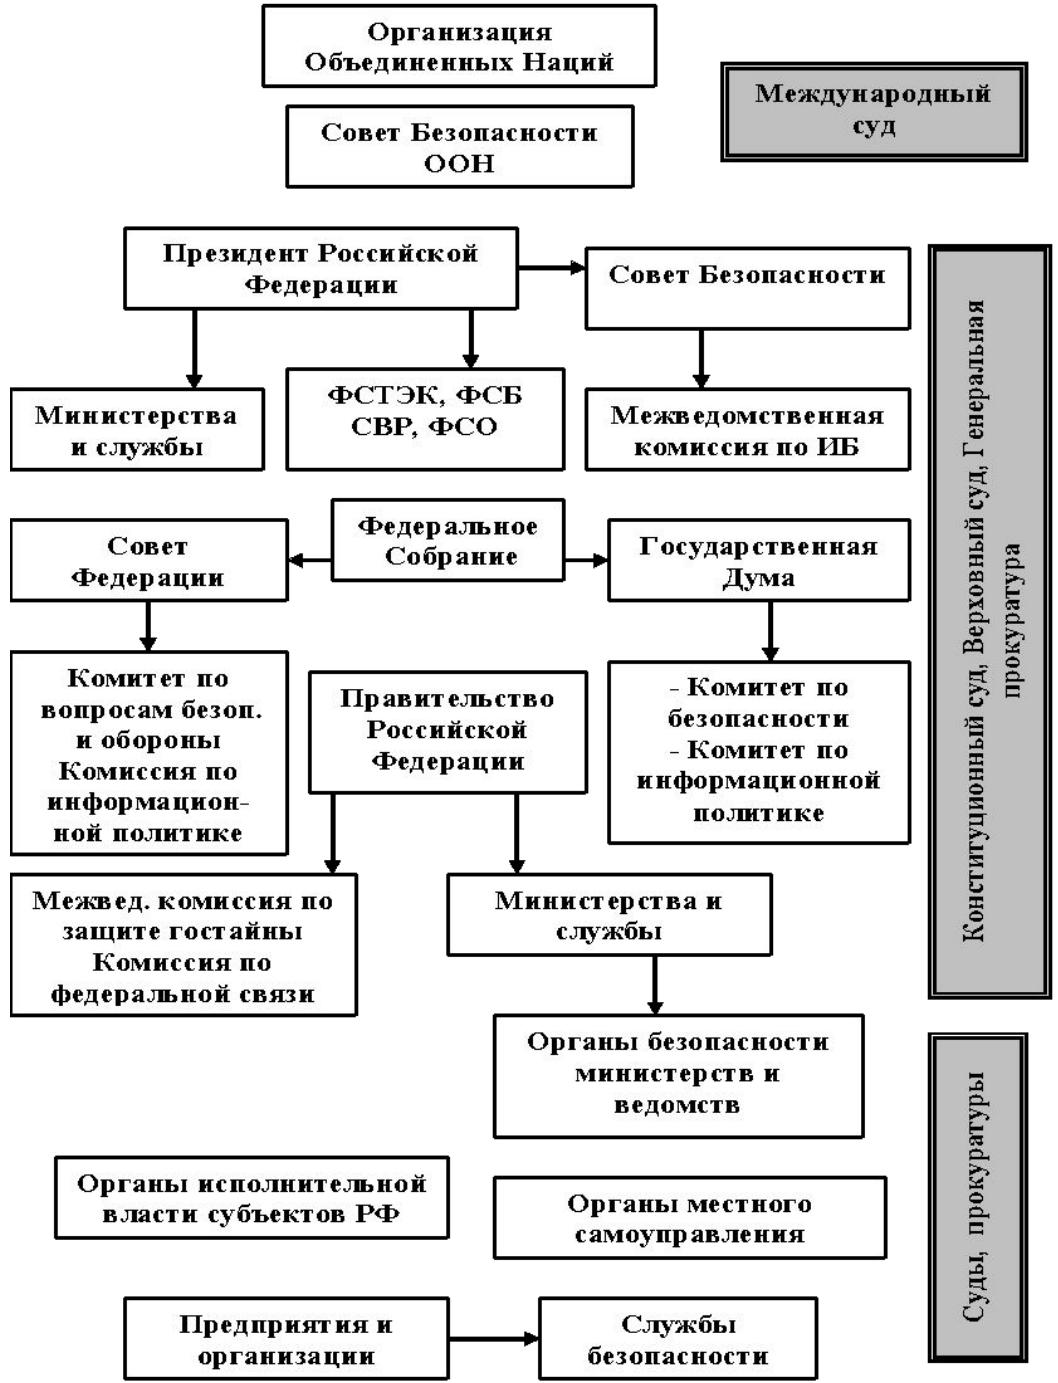 Организация
Объединенных Наций
Международный
суд
Совет Безопасности
ООН
Президент Российской
Федерации
Совет Безопасности
Министерства
и службы
ФСТЭК, ФСБ
СВР, ФСО
Межведомственная
комиссия по ИБ
Конституционный суд, Верховный суд, Генеральная
прокуратура
Федеральное
Собрание
Совет
Федерации
Государственная
Дума
Комитет по
вопросам безоп.
и обороны
Комиссия по
информацион-
ной политике
Правительство
Российской
Федерации
- Комитет по
безопасности
- Комитет по
информационной
политике
Межвед. комиссия по
защите гостайны
Комиссия по
федеральной связи
Министерства и
службы
Органы безопасности
министерств и
ведомств
Суды, прокуратуры
Органы исполнительной
власти субъектов РФ
Органы местного
самоуправления
Предприятия и
организации
Службы
безопасности